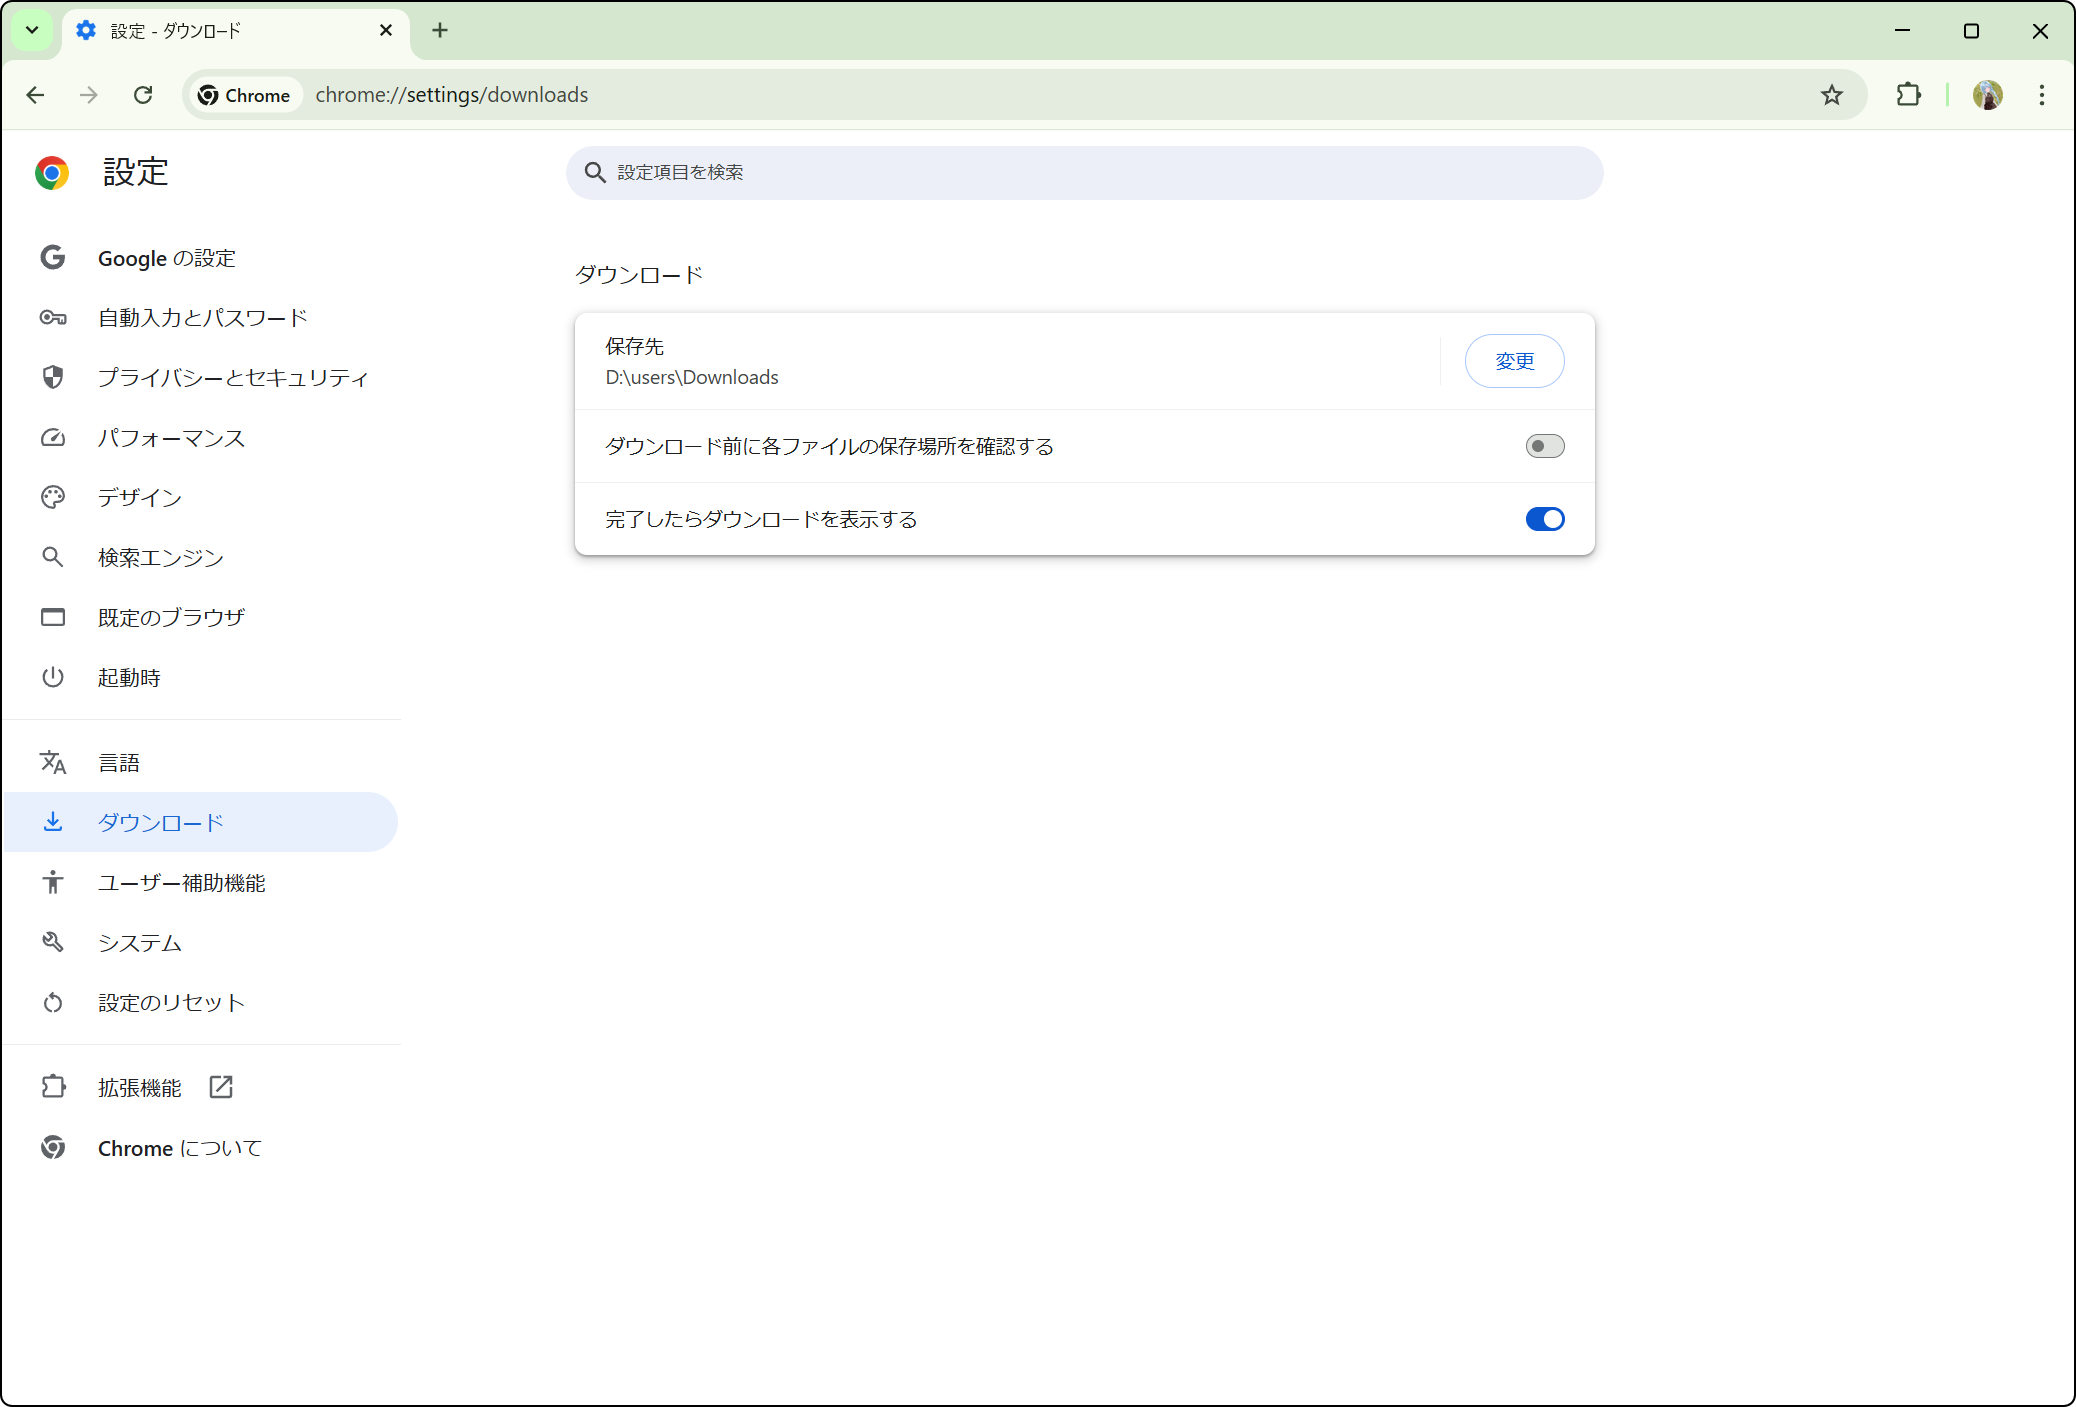 設定 - ダウンロード
Chrome
chrome://settings/downloads
設定
設定項目を検索
Google の設定
自動入力とパスワード
プライバシーとセキュリティ
パフォーマンス
デザイン
検索エンジン
既定のブラウザ
起動時
言語
ダウンロード
ユーザー補助機能
システム
設定のリセット
拡張機能
Chrome について
ダウンロード
保存先
D:\users\Downloads
変更
ダウンロード前に各ファイルの保存場所を確認する
完了したらダウンロードを表示する